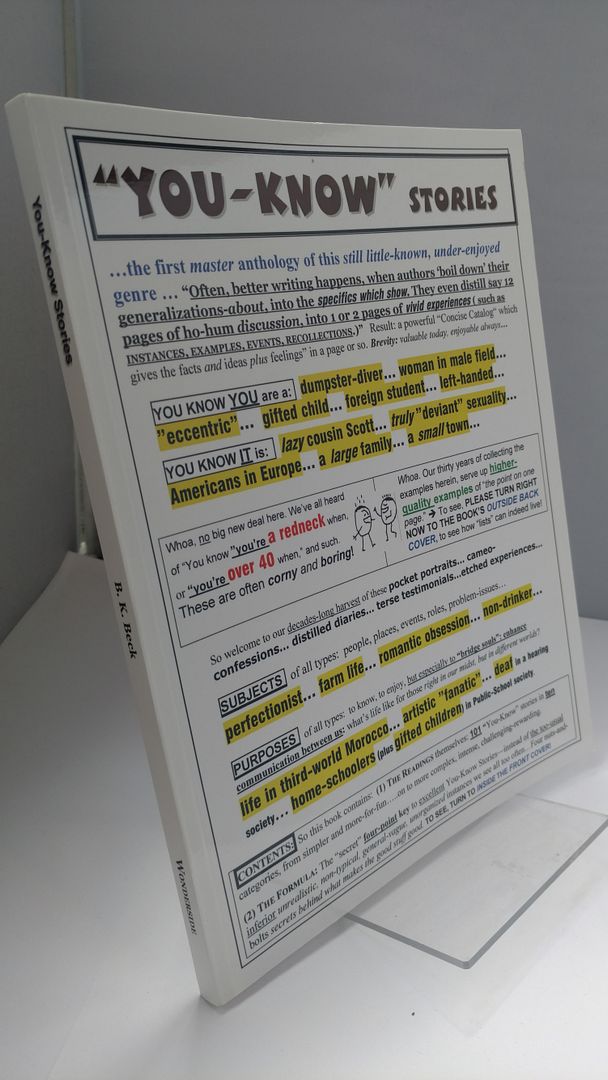 "YOU-KNOW" STORIES
...the first master anthology of this still little-known, under-enjoyed
genre ... "Often, better writing happens, when authors 'boil down' their
generalizations-about, into the specifics which show. They even distill say 12
pages of ho-hum discussion, into 1 or 2 pages of vivid experiences ( such as
INSTANCES, EXAMPLES, EVENTS, RECOLLECTIONS.)" Result: a powerful "Concise Catalog" which
gives the facts and ideas plus feelings" in a page or so. Brevity: valuable today, enjoyable always...
YOU KNOW YOU are a: dumpster-diver... woman in male field...
"eccentric"... gifted child... foreign student... left-handed...
YOU KNOW IT is: lazy cousin Scott... truly "deviant" sexuality...
Americans in Europe... a large family... a small town...
Whoa, no big new deal here. We've all heard
of "You know "you're a redneck when,
or "you're over 40 when," and such.
These are often corny and boring!
Whoa. Our thirty years of collecting the
examples herein, serve up higher-
quality examples of "the point on one
page." → To see, PLEASE TURN RIGHT
NOW TO THE BOOK'S OUTSIDE BACK
COVER, to see how "lists" can indeed live!
So welcome to our decades-long harvest of these pocket portraits... cameo-
confessions... distilled diaries... terse testimonials...etched experiences...
SUBJECTS of all types: people, places, events, roles, problem-issues...
perfectionist... farm life... romantic obsession... non-drinker...
PURPOSES of all types: to know, to enjoy, but especially to "bridge souls": enhance
communication between us: what's life like for those right in our midst, but in different worlds?
life in third-world Morocco... artistic "fanatic"... deaf in a hearing
society... home-schoolers (plus gifted children) in Public-School society.
CONTENTS: So this book contains: (1) THE READINGS themselves: 101 "You-Know" stories in ten
categories, from simpler and more-for-fun.....on to more complex, intense, challenging-rewarding.
(2) THE FORMULA: The "secret" four-point key to excellent You-Know Stories—instead of the too-usual
inferior unrealistic, non-typical, general-vague, unorganized instances we see all too often. Four nuts-and-
bolts secrets behind what makes the good stuff good. TO SEE, TURN TO INSIDE THE FRONT COVER!
You-Know Stories
B. K. Beck
WONDERSIDE